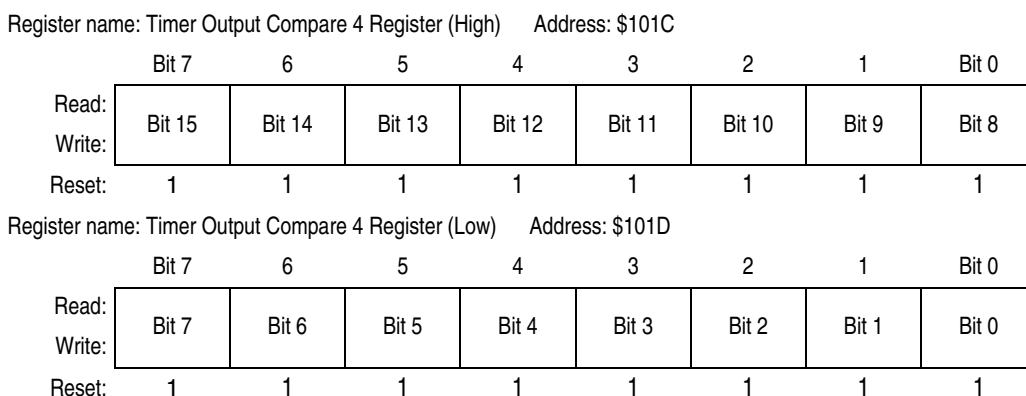 Register name: Timer Output Compare 4 Register (High) Address: $101C
Bit 7 6 5 4 3 2 1 Bit 0
Read:
Bit 15 Bit 14 Bit 13 Bit 12 Bit 11 Bit 10 Bit 9 Bit 8
Write:
Reset: 1 1 1 1 1 1 1 1
Register name: Timer Output Compare 4 Register (Low) Address: $101D
Bit 7 6 5 4 3 2 1 Bit 0
Read:
Bit 7 Bit 6 Bit 5 Bit 4 Bit 3 Bit 2 Bit 1 Bit 0
Write:
Reset: 1 1 1 1 1 1 1 1